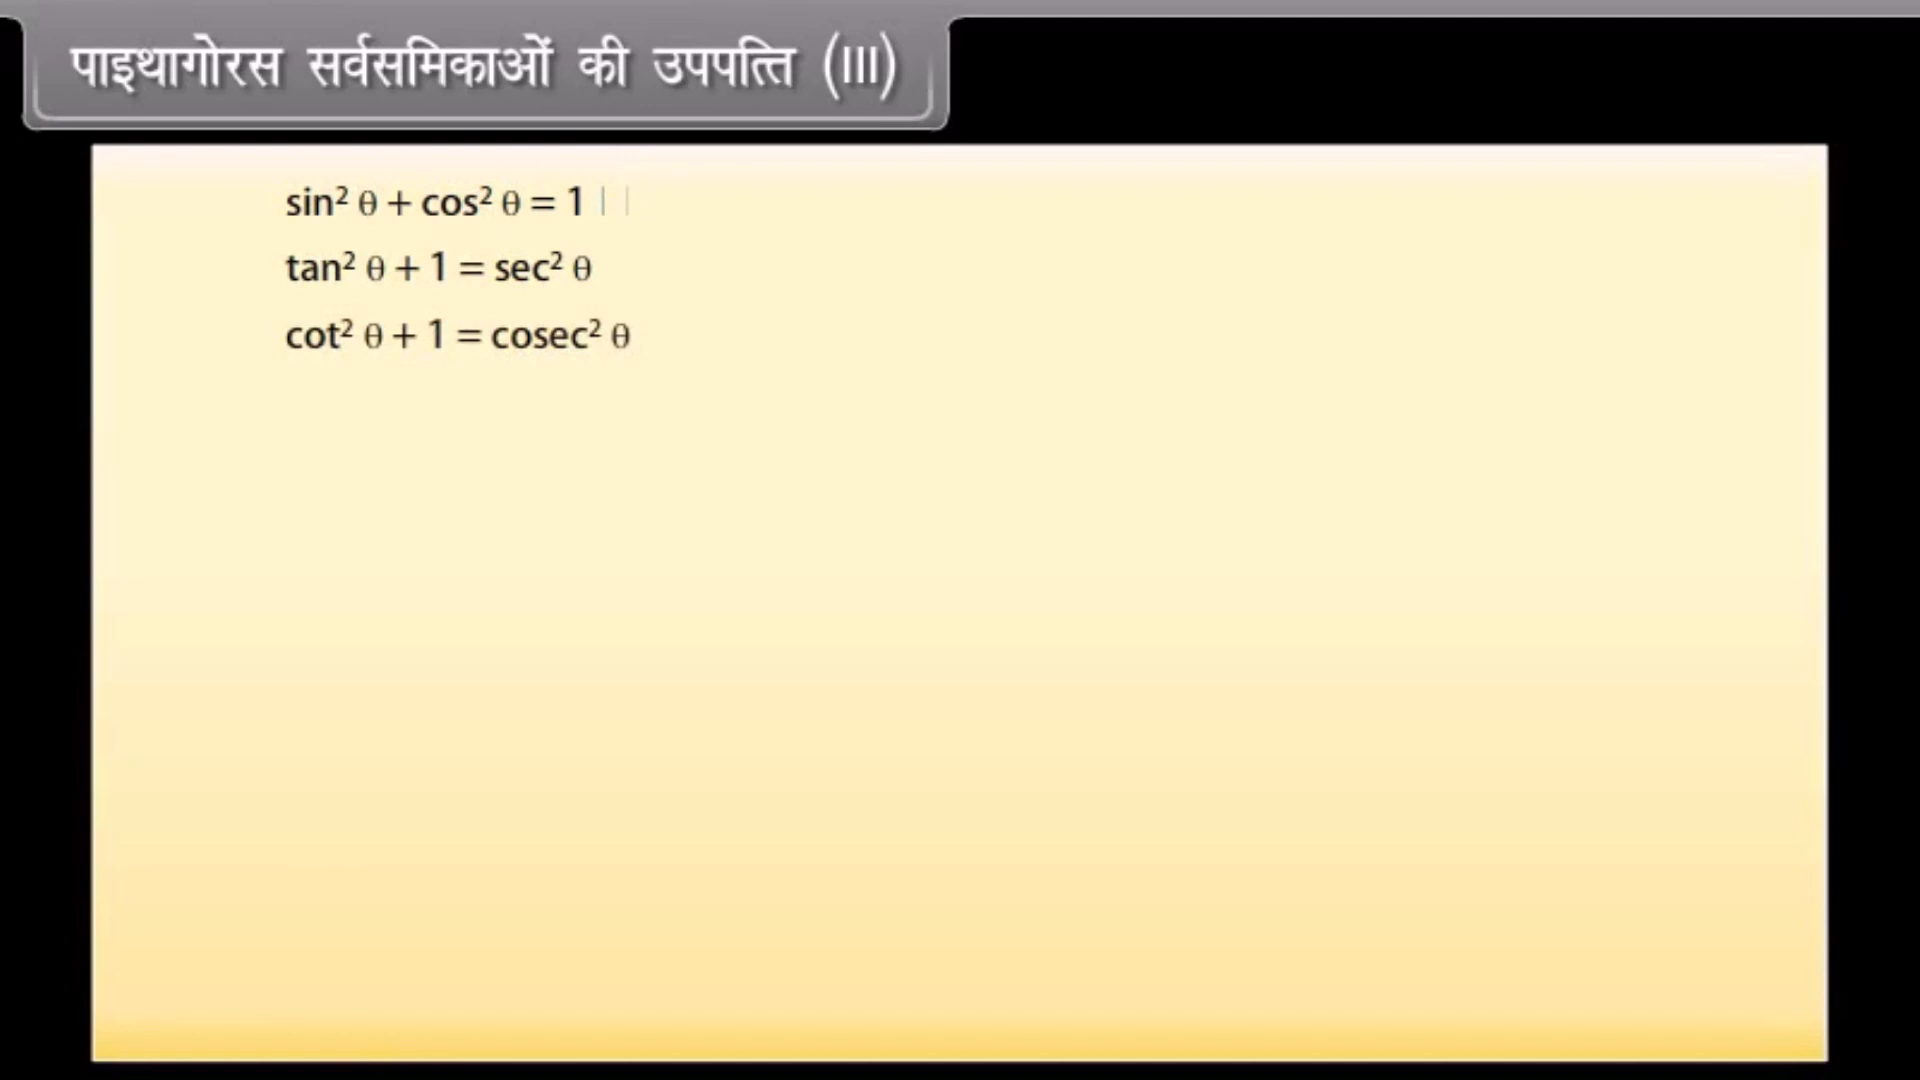 पाइथागोरस सर्वसमिकाओं की उपपत्ति (III)
sin² θ + cos² θ = 1
tan² θ + 1 = sec² θ
cot² θ + 1 = cosec² θ